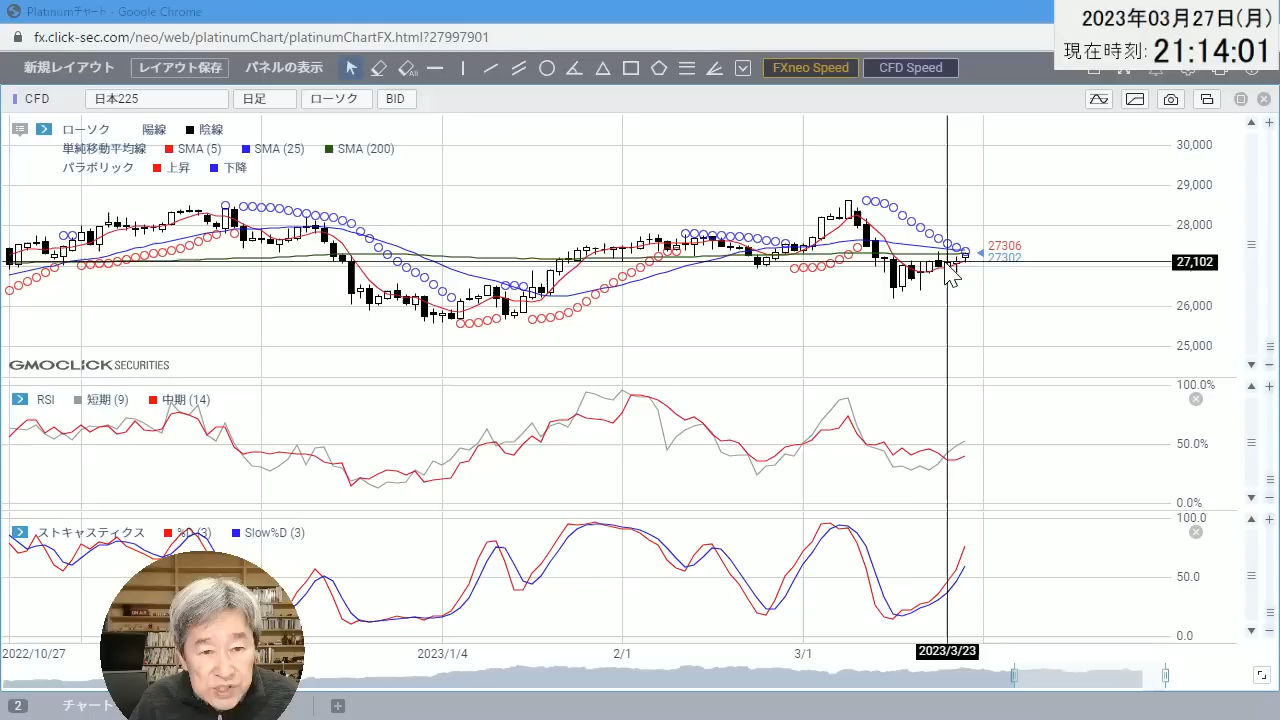 Platinumチャート - Google Chrome
2023年03月27日(月)
現在時刻: 21:14:01
fx.click-sec.com/neo/web/platinumChart/platinumChartFX.html?27997901
新規レイアウト レイアウト保存 パネルの表示 FXneo Speed CFD Speed
CFD 日本225 日足 ローソク BID
ローソク 陽線 陰線
単純移動平均線 SMA (5) SMA (25) SMA (200)
パラボリック 上昇 下降
30,000
29,000
28,000
27306
27302
27,102
26,000
25,000
GMOCLICK SECURITIES
RSI 短期 (9) 中期 (14)
100.0%
50.0%
0.0%
ストキャスティクス %D (3) Slow%D (3)
100.0
50.0
0.0
2022/10/27 2023/1/4 2/1 3/1 2023/3/23
2 チャート